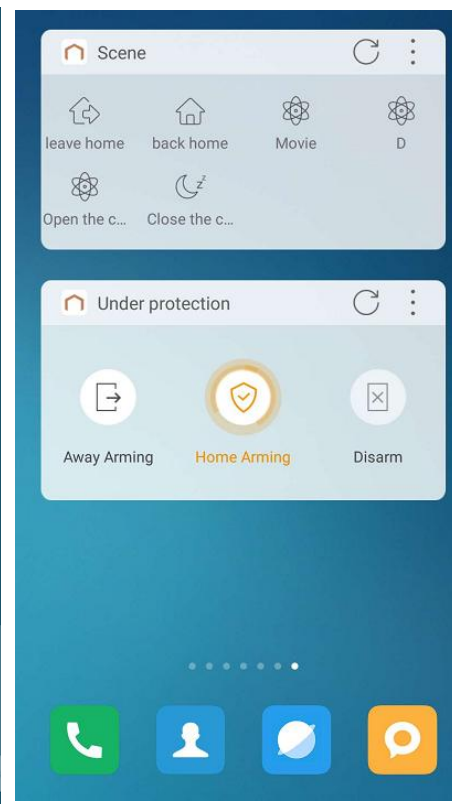 Scene
leave home back home Movie D
Open the c... Close the c...
Under protection
Away Arming Home Arming Disarm